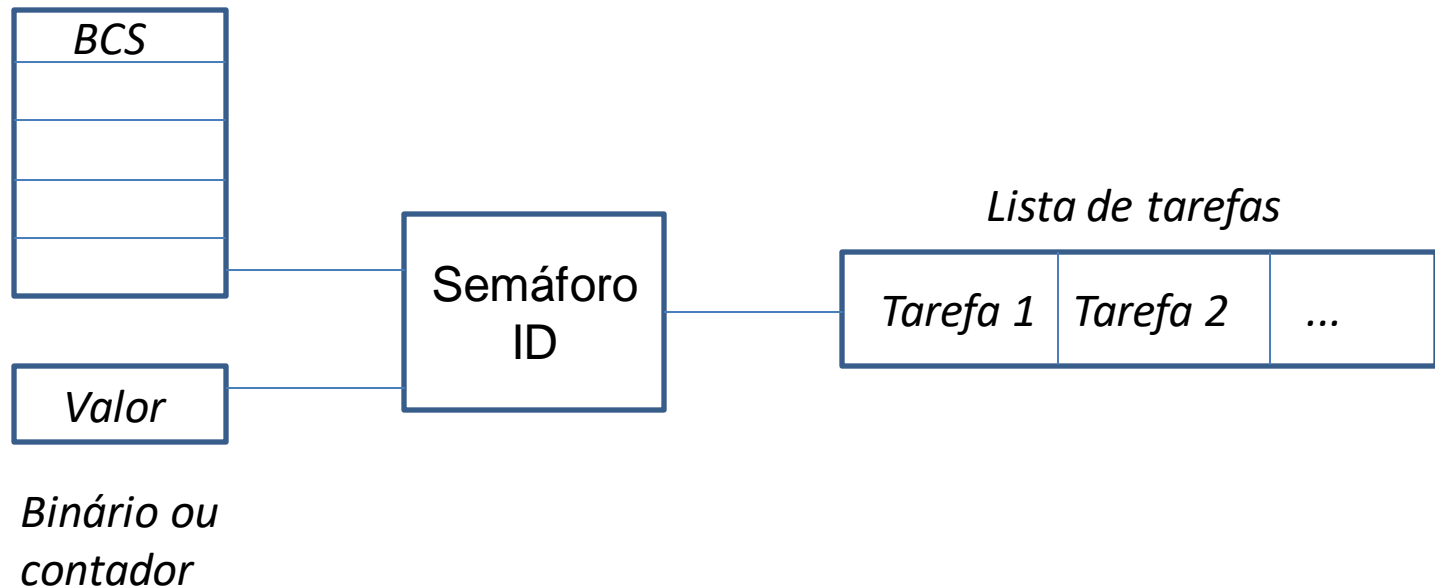 BCS
Lista de tarefas
Semáforo
ID
Tarefa 1
Tarefa 2
...
Valor
Binário ou
contador